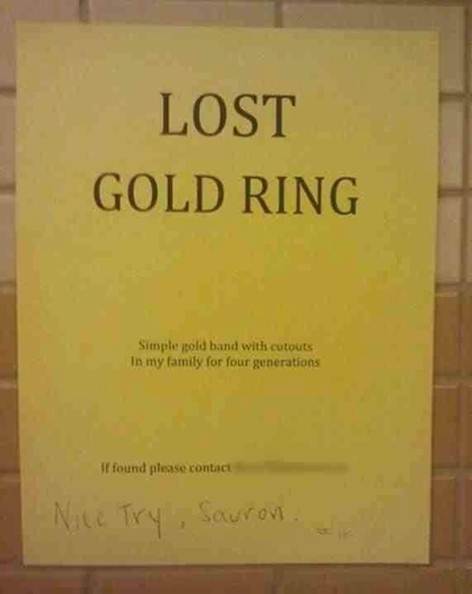 LOST
GOLD RING
Simple gold band with cutouts
In my family for four generations
If found please contact
Nice Try, Sauron.